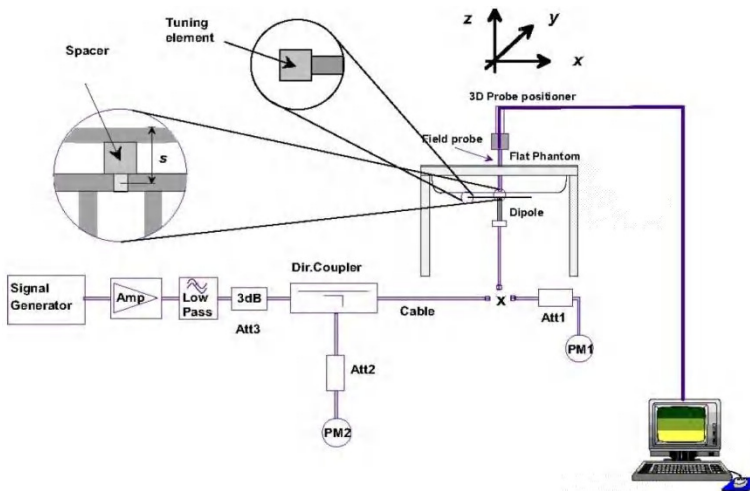 Tuning
element
Spacer
s
z
y
x
3D Probe positioner
Field probe
Flat Phantom
Dipole
Signal
Generator
Amp
Low
Pass
3dB
Att3
Dir.Coupler
Cable
x
Att1
PM1
Att2
PM2